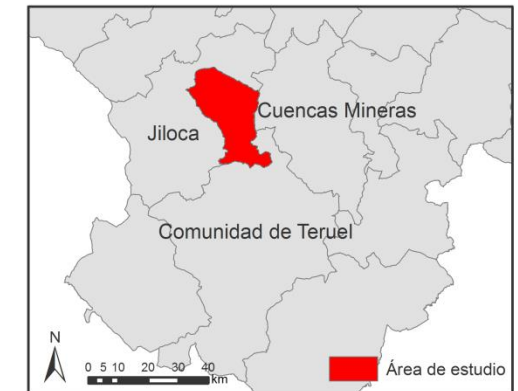 Cuencas Mineras
Jiloca
Comunidad de Teruel
N
0 5 10 20 30 40
km
Área de estudio